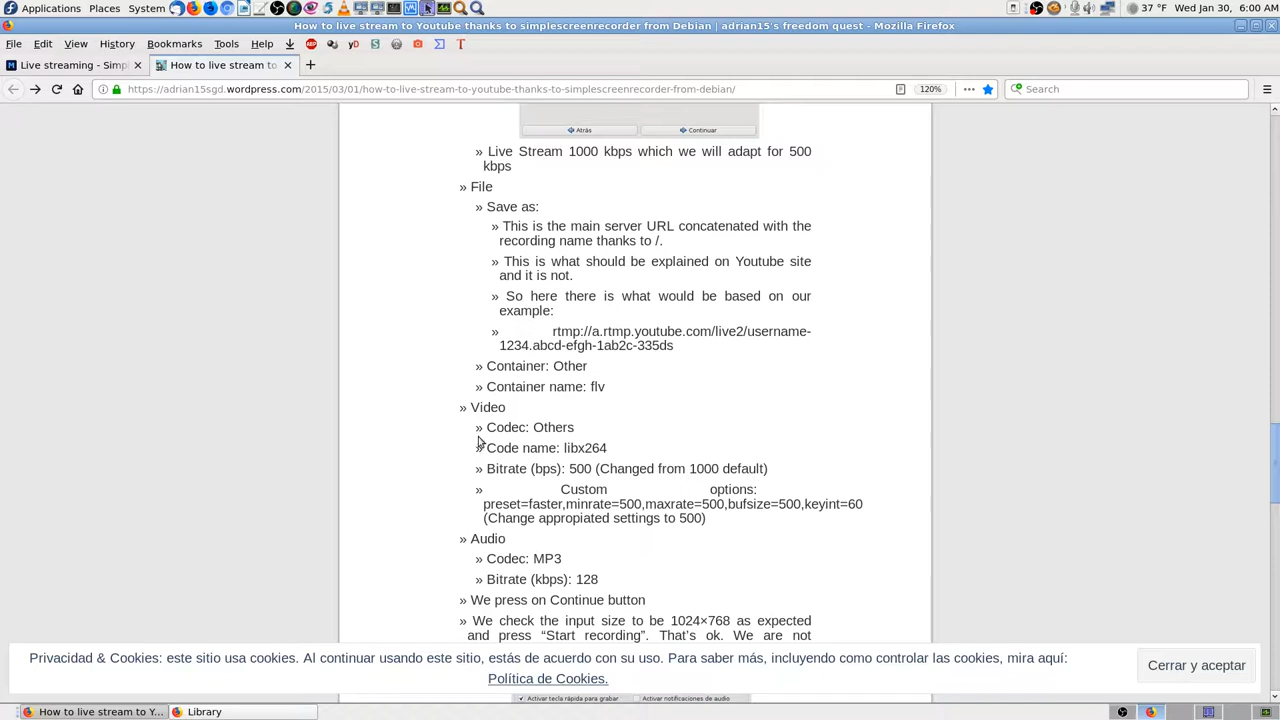 Applications Places System 37 °F Wed Jan 30, 6:00 AM
How to live stream to Youtube thanks to simplescreenrecorder from Debian | adrian15's freedom quest - Mozilla Firefox
File Edit View History Bookmarks Tools Help
Live streaming - Simp × How to live stream to × +
https://adrian15sgd.wordpress.com/2015/03/01/how-to-live-stream-to-youtube-thanks-to-simplescreenrecorder-from-debian/ 120% Search
Atrás Continuar
» Live Stream 1000 kbps which we will adapt for 500
kbps
» File
» Save as:
» This is the main server URL concatenated with the
recording name thanks to /.
» This is what should be explained on Youtube site
and it is not.
» So here there is what would be based on our
example:
» rtmp://a.rtmp.youtube.com/live2/username-
1234.abcd-efgh-1ab2c-335ds
» Container: Other
» Container name: flv
» Video
» Codec: Others
» Code name: libx264
» Bitrate (bps): 500 (Changed from 1000 default)
» Custom options:
preset=faster,minrate=500,maxrate=500,bufsize=500,keyint=60
(Change appropiated settings to 500)
» Audio
» Codec: MP3
» Bitrate (kbps): 128
» We press on Continue button
» We check the input size to be 1024×768 as expected
and press “Start recording”. That’s ok. We are not
Privacidad & Cookies: este sitio usa cookies. Al continuar usando este sitio, estás de acuerdo con su uso. Para saber más, incluyendo como controlar las cookies, mira aquí:
Política de Cookies.
Cerrar y aceptar
Activar tecla rápida para grabar Activar notificaciones de audio
How to live stream to Y... Library